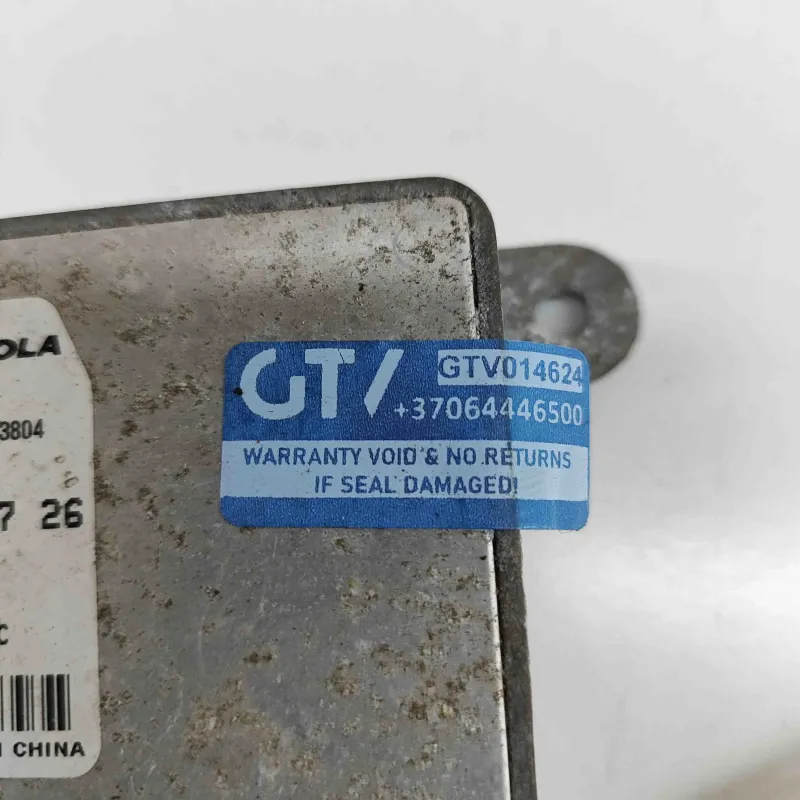 OLA
3804
7 26
C
CHINA
GTV GTV014624
+37064446500
WARRANTY VOID & NO RETURNS
IF SEAL DAMAGED!